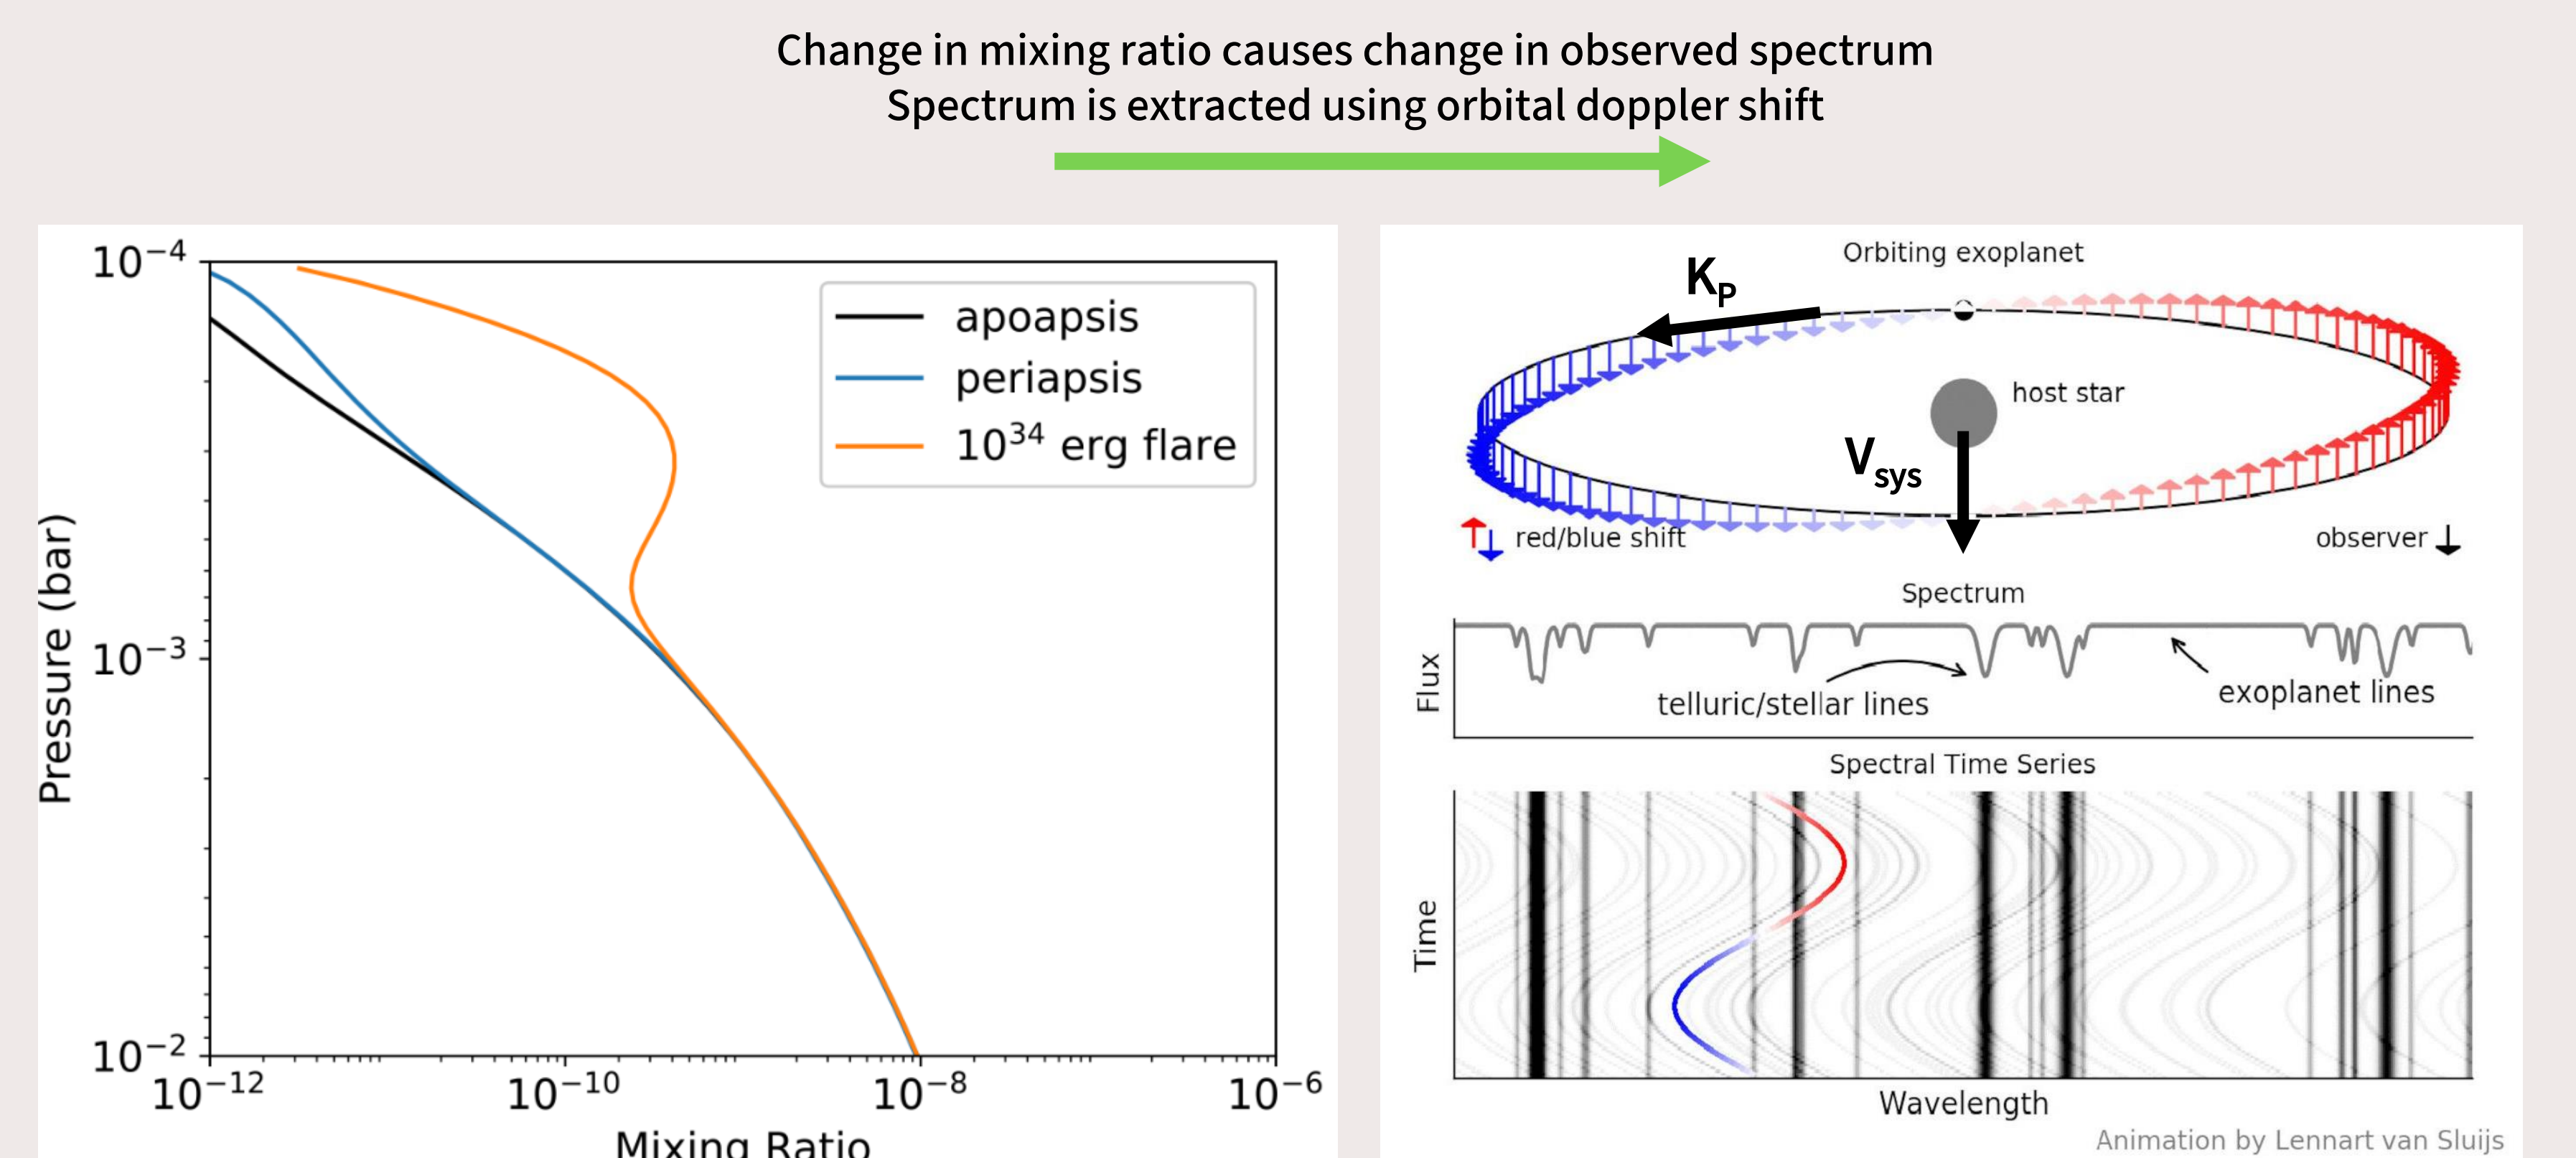 Change in mixing ratio causes change in observed spectrum
Spectrum is extracted using orbital doppler shift
10⁻⁴
10⁻³
10⁻²
Pressure (bar)
apoapsis
periapsis
10³⁴ erg flare
10⁻¹²
10⁻¹⁰
10⁻⁸
10⁻⁶
Mixing Ratio
Orbiting exoplanet
Kₚ
host star
V_sys
red/blue shift
observer
Spectrum
Flux
telluric/stellar lines
exoplanet lines
Spectral Time Series
Time
Wavelength
Animation by Lennart van Sluijs